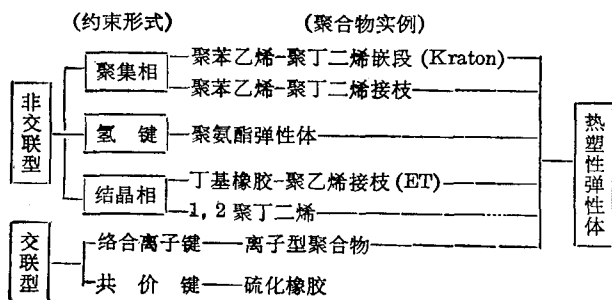 (约束形式) (聚合物实例)
非交联型
聚集相 聚苯乙烯-聚丁二烯嵌段 (Kraton)
聚苯乙烯-聚丁二烯接枝
氢键 聚氨酯弹性体
结晶相 丁基橡胶-聚乙烯接枝 (ET)
1,2 聚丁二烯
交联型
络合离子键 离子型聚合物
共价键 硫化橡胶
热塑性弹性体